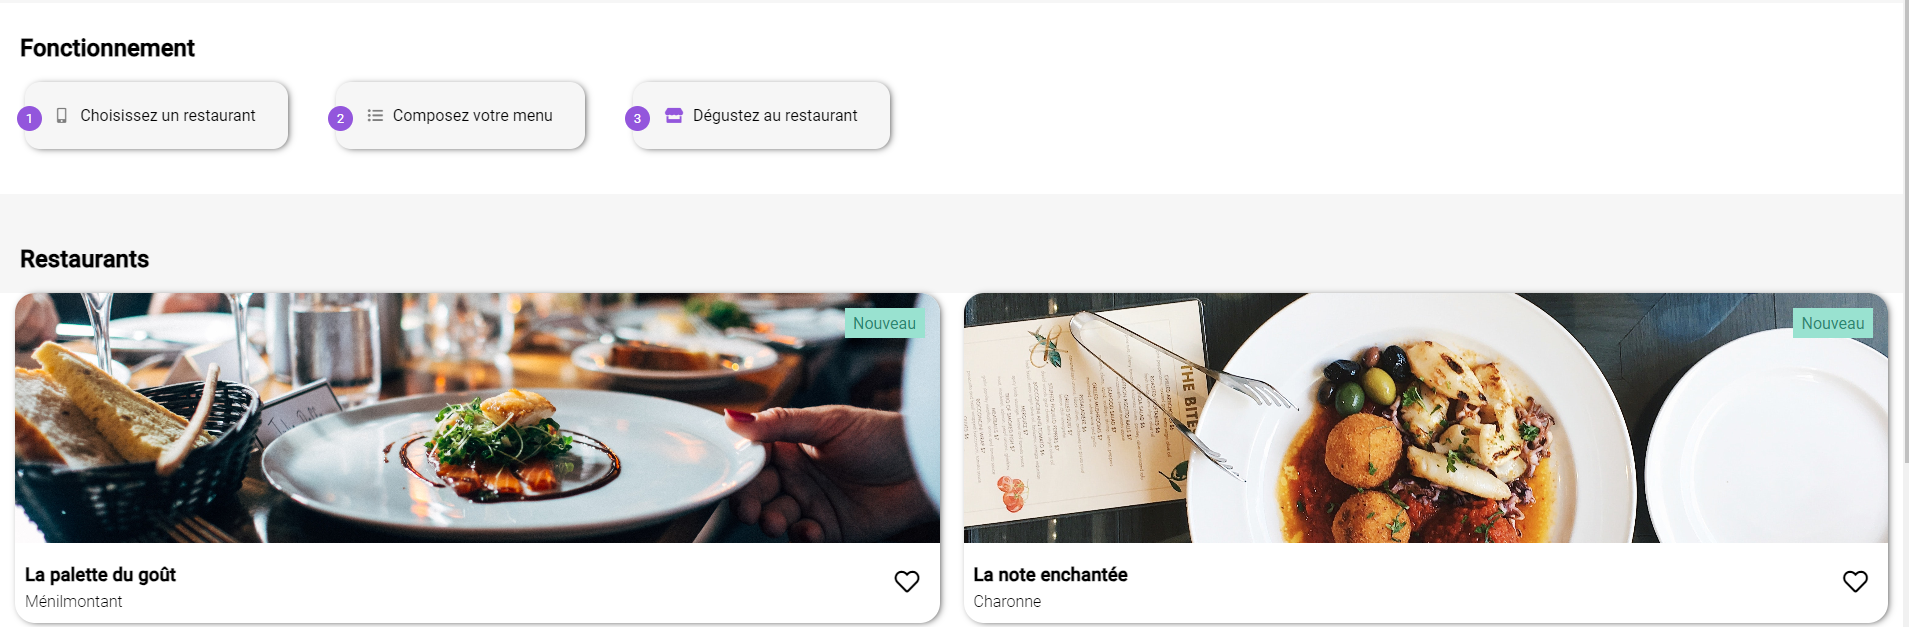 Fonctionnement
1 Choisissez un restaurant
2 Composez votre menu
3 Dégustez au restaurant
Restaurants
Nouveau
Nouveau
THE BITES
La palette du goût
Ménilmontant
La note enchantée
Charonne